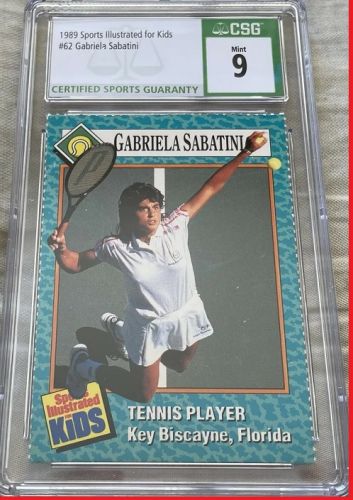 1989 Sports Illustrated for Kids
#62 Gabriela Sabatini
CERTIFIED SPORTS GUARANTY
CSG
Mint
9
GABRIELA SABATINI
Sports
Illustrated
FOR
KIDS
TENNIS PLAYER
Key Biscayne, Florida